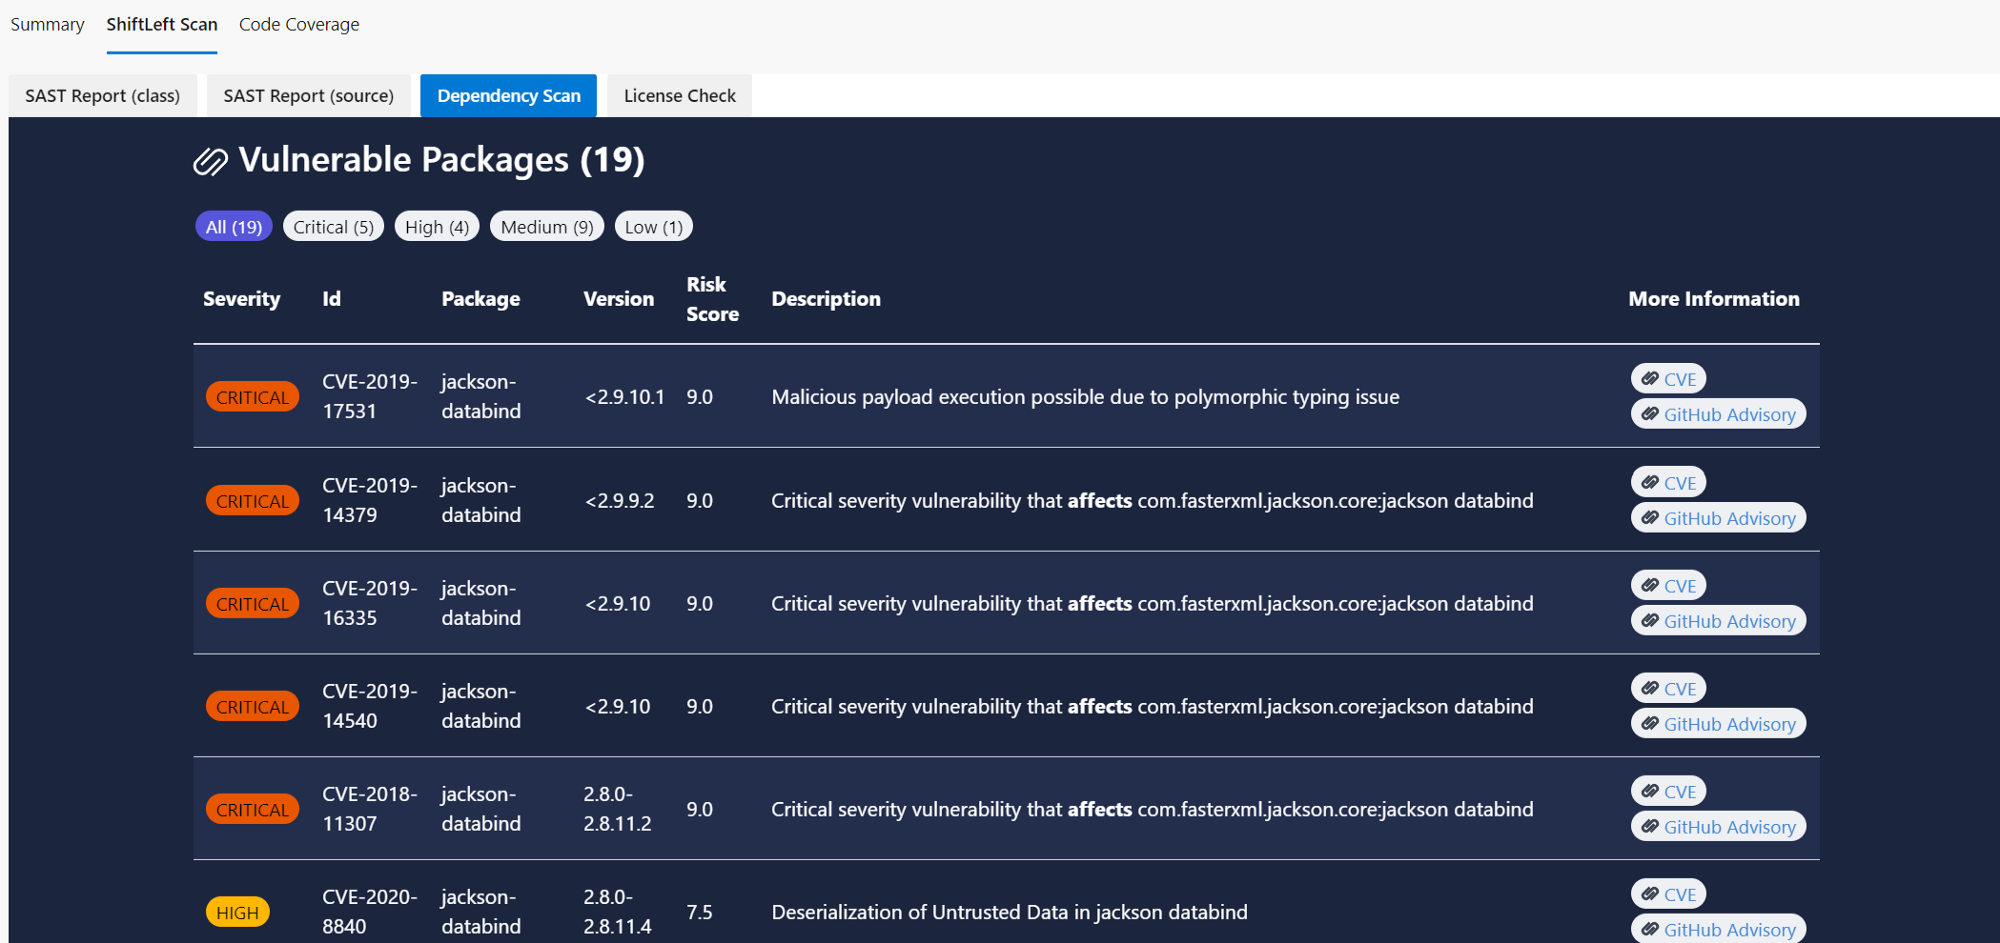 Summary ShiftLeft Scan Code Coverage
SAST Report (class) SAST Report (source) Dependency Scan License Check
Vulnerable Packages (19)
All (19) Critical (5) High (4) Medium (9) Low (1)
Severity Id Package Version Risk Score Description More Information
CRITICAL CVE-2019-17531 jackson-databind <2.9.10.1 9.0 Malicious payload execution possible due to polymorphic typing issue CVE
GitHub Advisory
CRITICAL CVE-2019-14379 jackson-databind <2.9.9.2 9.0 Critical severity vulnerability that affects com.fasterxml.jackson.core:jackson databind CVE
GitHub Advisory
CRITICAL CVE-2019-16335 jackson-databind <2.9.10 9.0 Critical severity vulnerability that affects com.fasterxml.jackson.core:jackson databind CVE
GitHub Advisory
CRITICAL CVE-2019-14540 jackson-databind <2.9.10 9.0 Critical severity vulnerability that affects com.fasterxml.jackson.core:jackson databind CVE
GitHub Advisory
CRITICAL CVE-2018-11307 jackson-databind 2.8.0-2.8.11.2 9.0 Critical severity vulnerability that affects com.fasterxml.jackson.core:jackson databind CVE
GitHub Advisory
HIGH CVE-2020-8840 jackson-databind 2.8.0-2.8.11.4 7.5 Deserialization of Untrusted Data in jackson databind CVE
GitHub Advisory